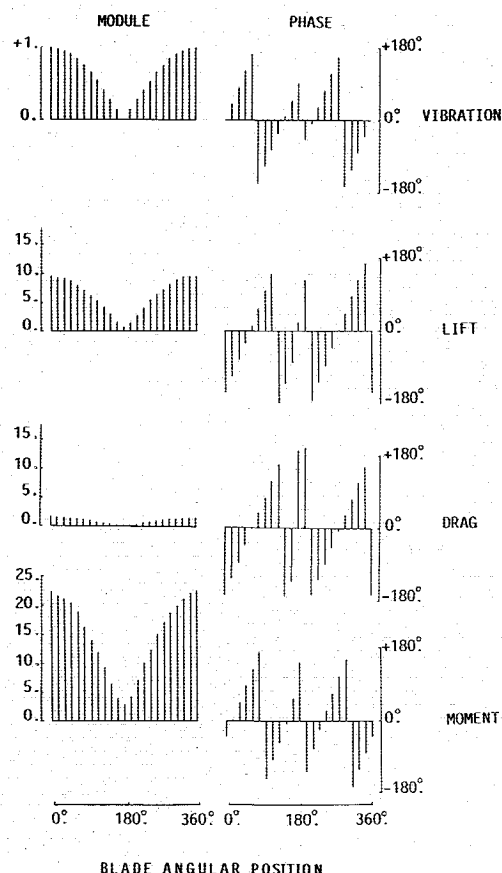 MODULE PHASE
+1. +180°
0. 0° VIBRATION
-180°
15. +180°
10.
5.
0. 0° LIFT
-180°
15. +180°
10.
5.
0. 0° DRAG
-180°
25.
20. +180°
15.
10.
5.
0. 0° MOMENT
-180°
0° 180° 360° 0° 180° 360°
BLADE ANGULAR POSITION